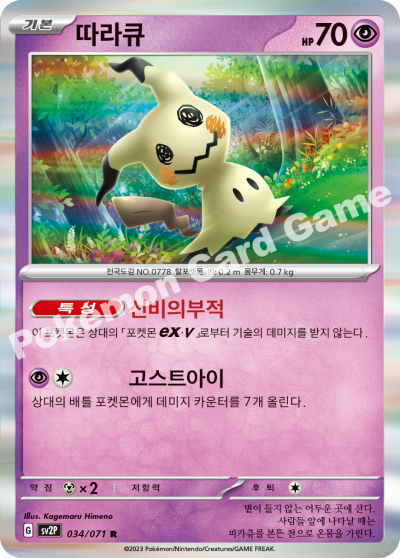 기본 따라큐 HP 70
전국도감 NO.0778 탈포켓몬 키: 0.2 m 몸무게: 0.7 kg
특성 신비의부적
이 포켓몬은 상대의 「포켓몬 ex・V」로부터 기술의 데미지를 받지 않는다.
고스트아이
상대의 배틀 포켓몬에게 데미지 카운터를 7개 올린다.
약점 ×2 저항력 후퇴
Illus. Kagemaru Himeno
G SV2P 034/071 R
볕이 들지 않는 어두운 곳에 산다.
사람들 앞에 나타날 때는
피카츄를 본뜬 천으로 온몸을 덮는다.
©2023 Pokémon/Nintendo/Creatures/GAME FREAK.
Pokémon Card Game